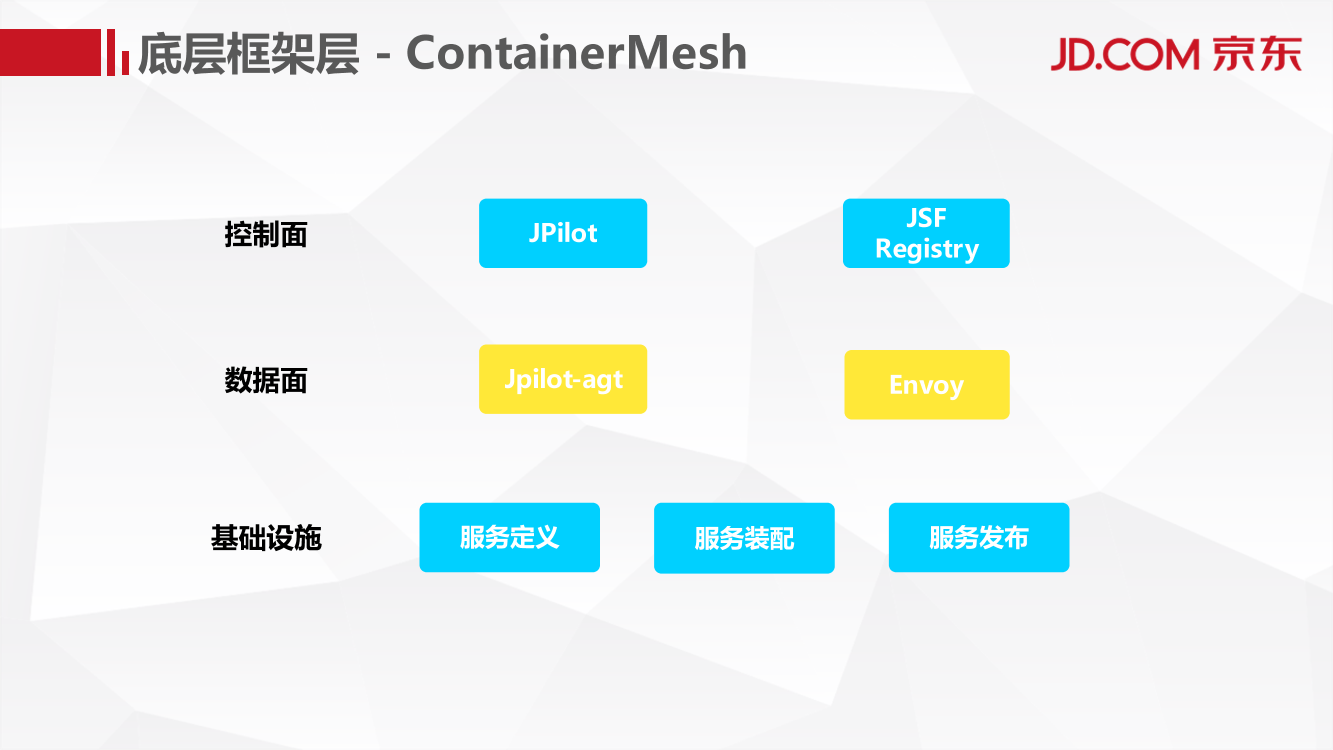 底层框架层 - ContainerMesh
JD.COM 京东
控制面
JPilot
JSF
Registry
数据面
Jpilot-agt
Envoy
基础设施
服务定义
服务装配
服务发布